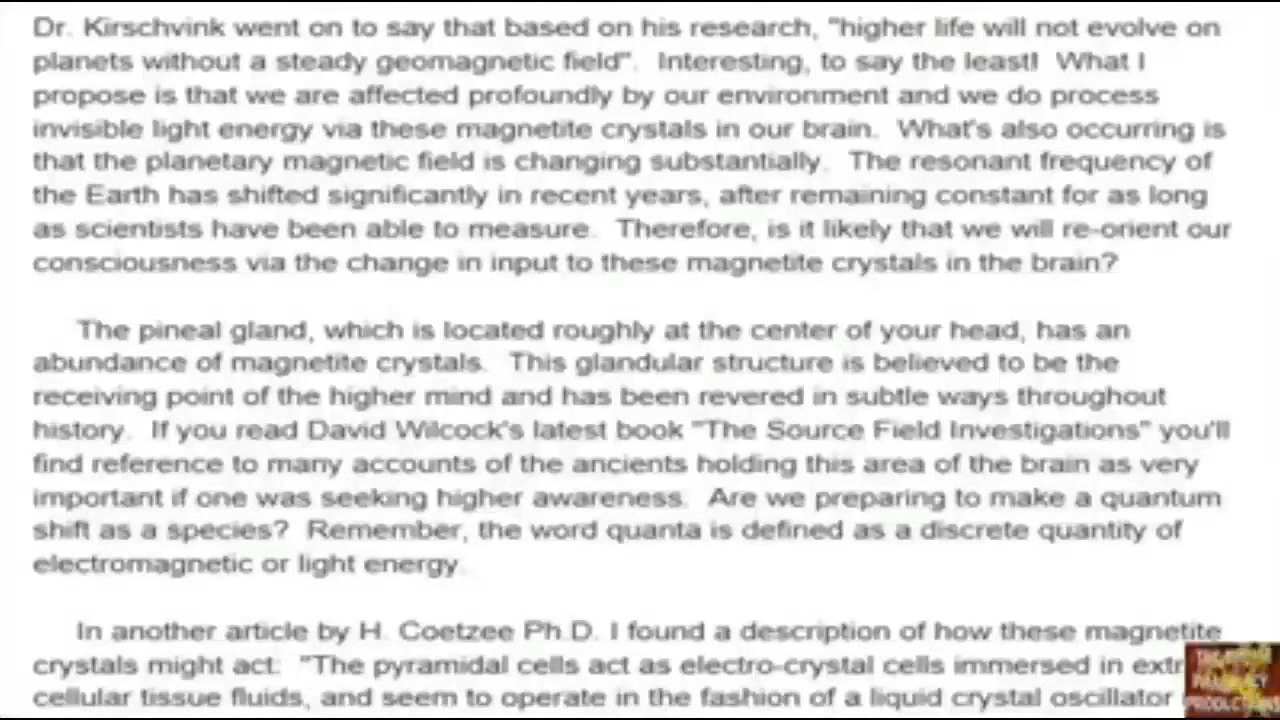 Dr. Kirschvink went on to say that based on his research, "higher life will not evolve on
planets without a steady geomagnetic field". Interesting, to say the least! What I
propose is that we are affected profoundly by our environment and we do process
invisible light energy via these magnetite crystals in our brain. What's also occurring is
that the planetary magnetic field is changing substantially. The resonant frequency of
the Earth has shifted significantly in recent years, after remaining constant for as long
as scientists have been able to measure. Therefore, is it likely that we will re-orient our
consciousness via the change in input to these magnetite crystals in the brain?
The pineal gland, which is located roughly at the center of your head, has an
abundance of magnetite crystals. This glandular structure is believed to be the
receiving point of the higher mind and has been revered in subtle ways throughout
history. If you read David Wilcock's latest book "The Source Field Investigations" you'll
find reference to many accounts of the ancients holding this area of the brain as very
important if one was seeking higher awareness. Are we preparing to make a quantum
shift as a species? Remember, the word quanta is defined as a discrete quantity of
electromagnetic or light energy.
In another article by H. Coetzee Ph.D. I found a description of how these magnetite
crystals might act: "The pyramidal cells act as electro-crystal cells immersed in extr
cellular tissue fluids, and seem to operate in the fashion of a liquid crystal oscillator
PRODUCTIONS